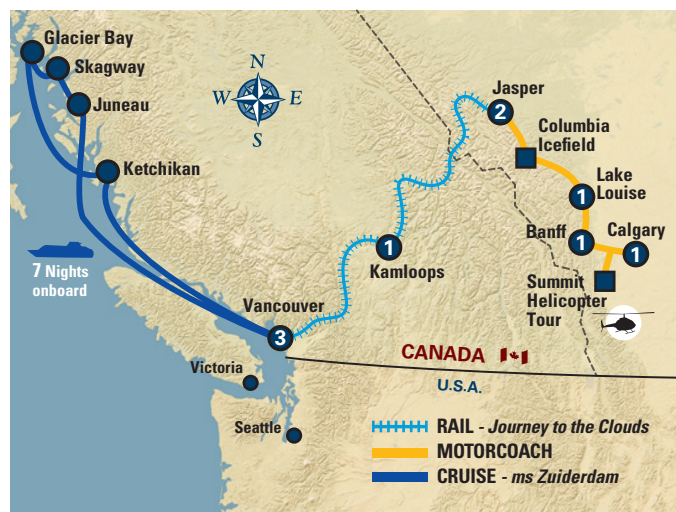 Glacier Bay
Skagway
Juneau
Ketchikan
N
W
E
S
Jasper
2
Columbia
Icefield
Lake
Louise
1
Banff
1
Calgary
1
Summit
Helicopter
Tour
1
Kamloops
7 Nights
onboard
Vancouver
3
Victoria
Seattle
CANADA
U.S.A.
RAIL - Journey to the Clouds
MOTORCOACH
CRUISE - ms Zuiderdam